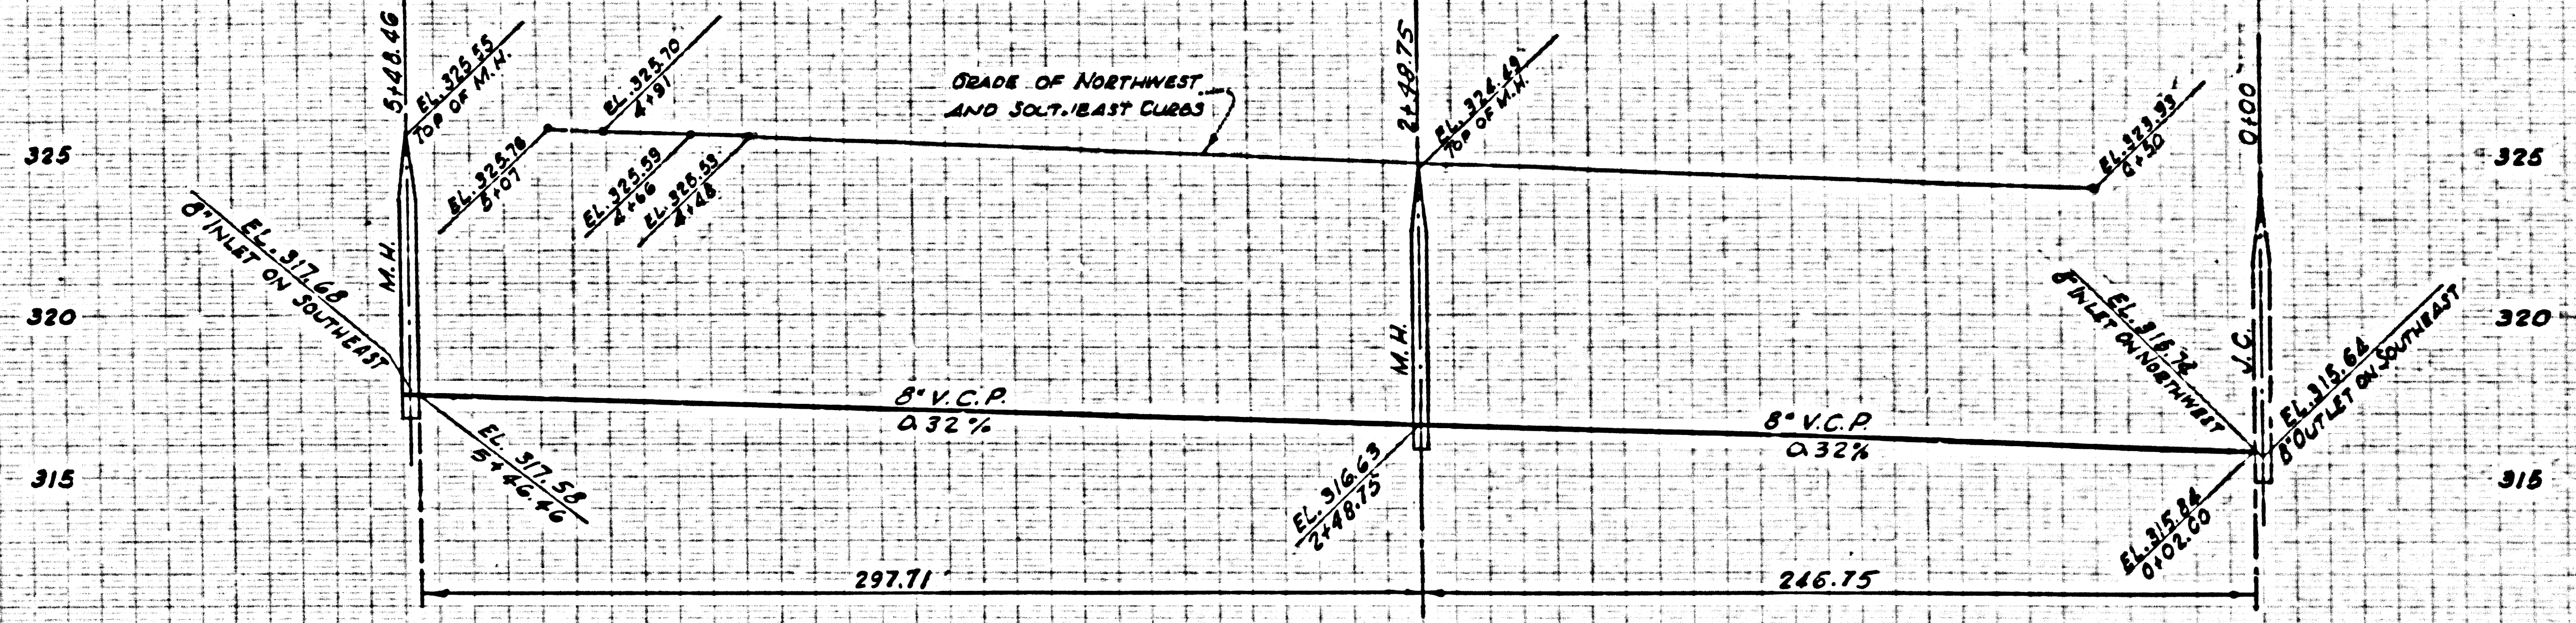 5+48.46
EL. 325.55
TOP OF M.H.
EL. 325.70
4+91
GRADE OF NORTHWEST
AND SOUT.IEAST CURBS
2+48.75
EL. 324.49
TOP OF M.H.
EL. 323.93
0+50
0+00
325
325
EL. 325.78
5+07
EL. 325.59
4+66
EL. 325.53
4+48
EL. 317.68
8" INLET ON SOUTHEAST
M.H.
320
320
M.H.
8" INLET ON NORTHWEST
J.C.
EL. 315.64
8" OUTLET ON SOUTHEAST
8" V.C.P.
0.32%
8" V.C.P.
0.32%
315
315
EL. 317.58
5+46.46
EL. 316.63
2+48.75
EL. 315.84
0+02.00
297.71
246.75